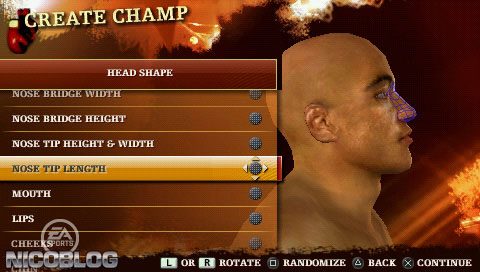 CREATE CHAMP
HEAD SHAPE
NOSE BRIDGE WIDTH
NOSE BRIDGE HEIGHT
NOSE TIP HEIGHT & WIDTH
NOSE TIP LENGTH
MOUTH
LIPS
CHEEKS
CHIN
EA
SPORTS
NICOBLOG
L OR R ROTATE RANDOMIZE BACK CONTINUE